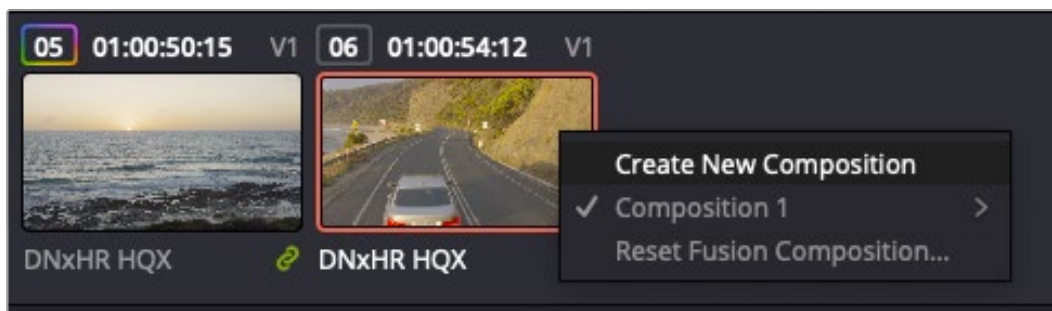 05 01:00:50:15 V1 06 01:00:54:12 V1
Create New Composition
Composition 1
Reset Fusion Composition...
DNxHR HQX DNxHR HQX